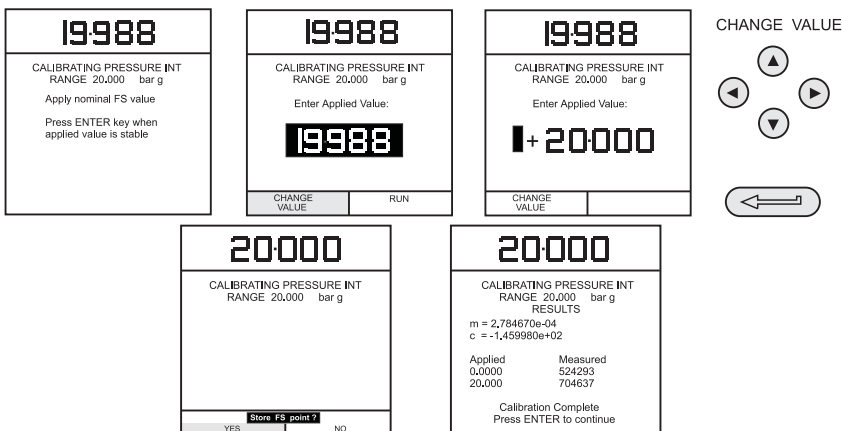 19.988
CALIBRATING PRESSURE INT
RANGE 20.000 bar g
Apply nominal FS value
Press ENTER key when
applied value is stable
19.988
CALIBRATING PRESSURE INT
RANGE 20.000 bar g
Enter Applied Value:
19.988
CHANGE
VALUE
RUN
19.988
CALIBRATING PRESSURE INT
RANGE 20.000 bar g
Enter Applied Value:
+ 20.000
CHANGE
VALUE
CHANGE VALUE
20.000
CALIBRATING PRESSURE INT
RANGE 20.000 bar g
Store FS point ?
YES
NO
20.000
CALIBRATING PRESSURE INT
RANGE 20.000 bar g
RESULTS
m = 2.784670e-04
c = -1.459980e+02
Applied Measured
0.0000 524293
20.000 704637
Calibration Complete
Press ENTER to continue